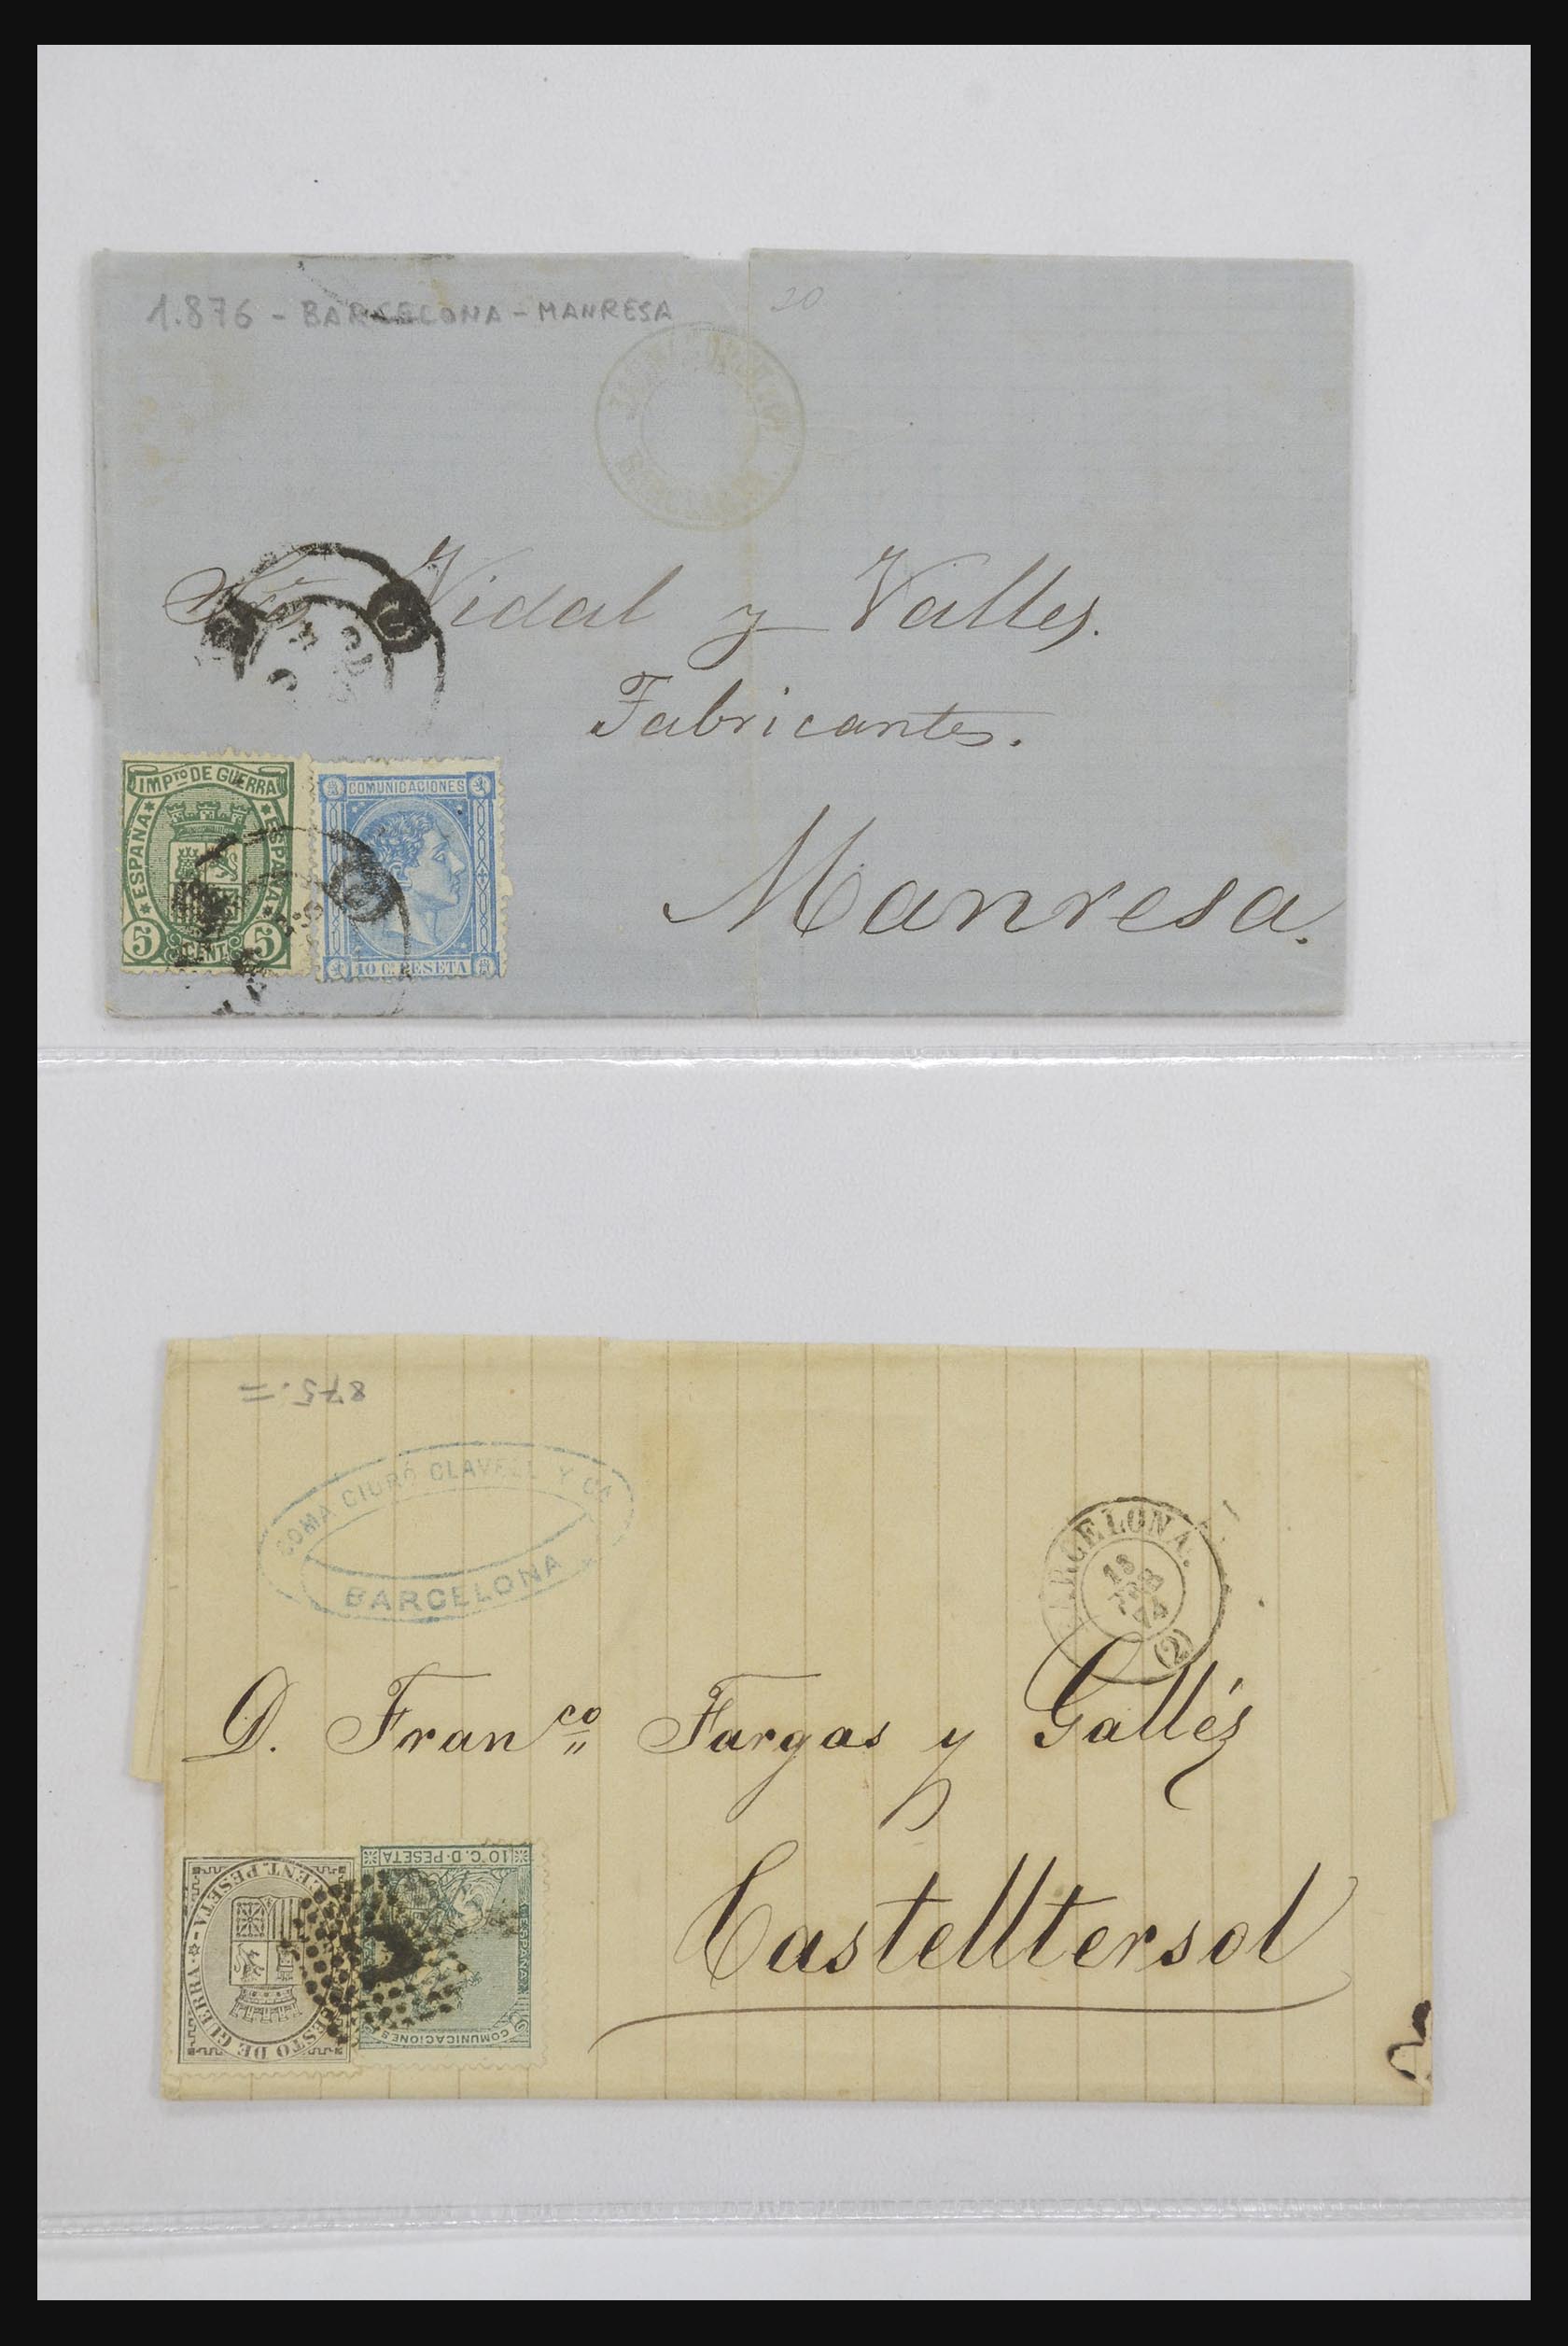 1.876 - BARCELONA - MANRESA
20
Sres Vidal y Valles.
Fabricantes.
Manresa.
IMPTO DE GUERRA
ESPAÑA
ESPAÑA
5 CENT. 5
COMUNICACIONES
10 C. PESETA
875.=
COMA CIURÓ CLAVELL Y CA
BARCELONA
BARCELONA.
(2)
D. Franco Fargas y Gallés
Castelltersol
10 C. D. PESETA
ESPAÑA
COMUNICACIONES
CENT. PESETA
DE GUERRA